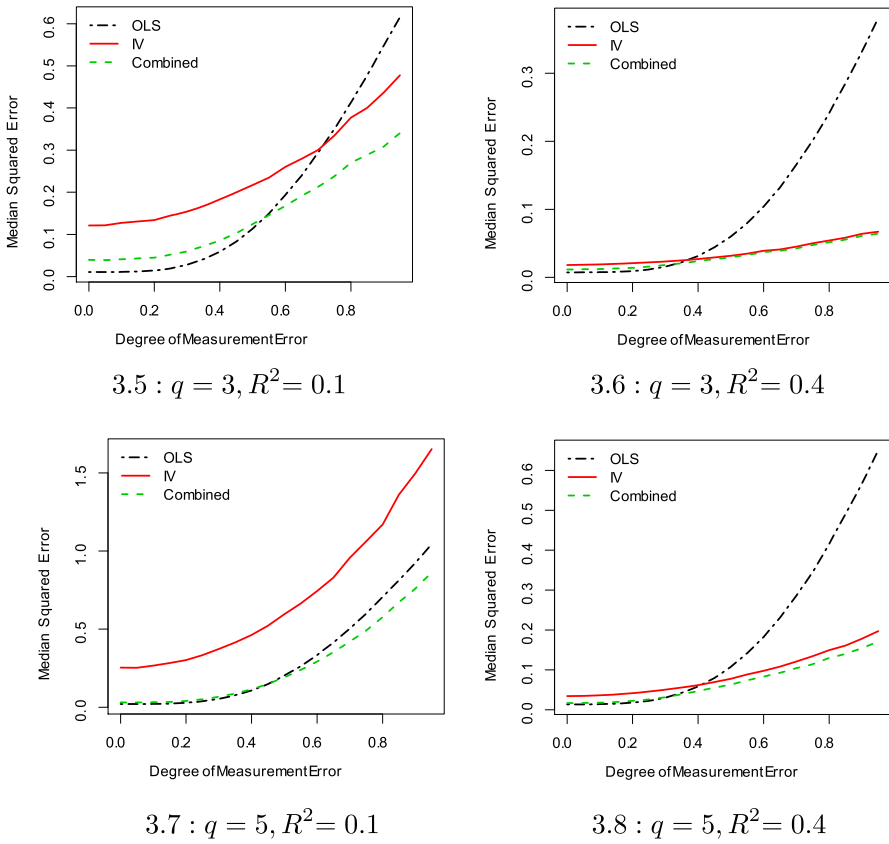 OLS
IV
Combined
Median Squared Error
0.0 0.1 0.2 0.3 0.4 0.5 0.6
0.0 0.2 0.4 0.6 0.8
Degree of Measurement Error
3.5 : q = 3, R² = 0.1
OLS
IV
Combined
Median Squared Error
0.0 0.1 0.2 0.3
0.0 0.2 0.4 0.6 0.8
Degree of Measurement Error
3.6 : q = 3, R² = 0.4
OLS
IV
Combined
Median Squared Error
0.0 0.5 1.0 1.5
0.0 0.2 0.4 0.6 0.8
Degree of Measurement Error
3.7 : q = 5, R² = 0.1
OLS
IV
Combined
Median Squared Error
0.0 0.1 0.2 0.3 0.4 0.5 0.6
0.0 0.2 0.4 0.6 0.8
Degree of Measurement Error
3.8 : q = 5, R² = 0.4